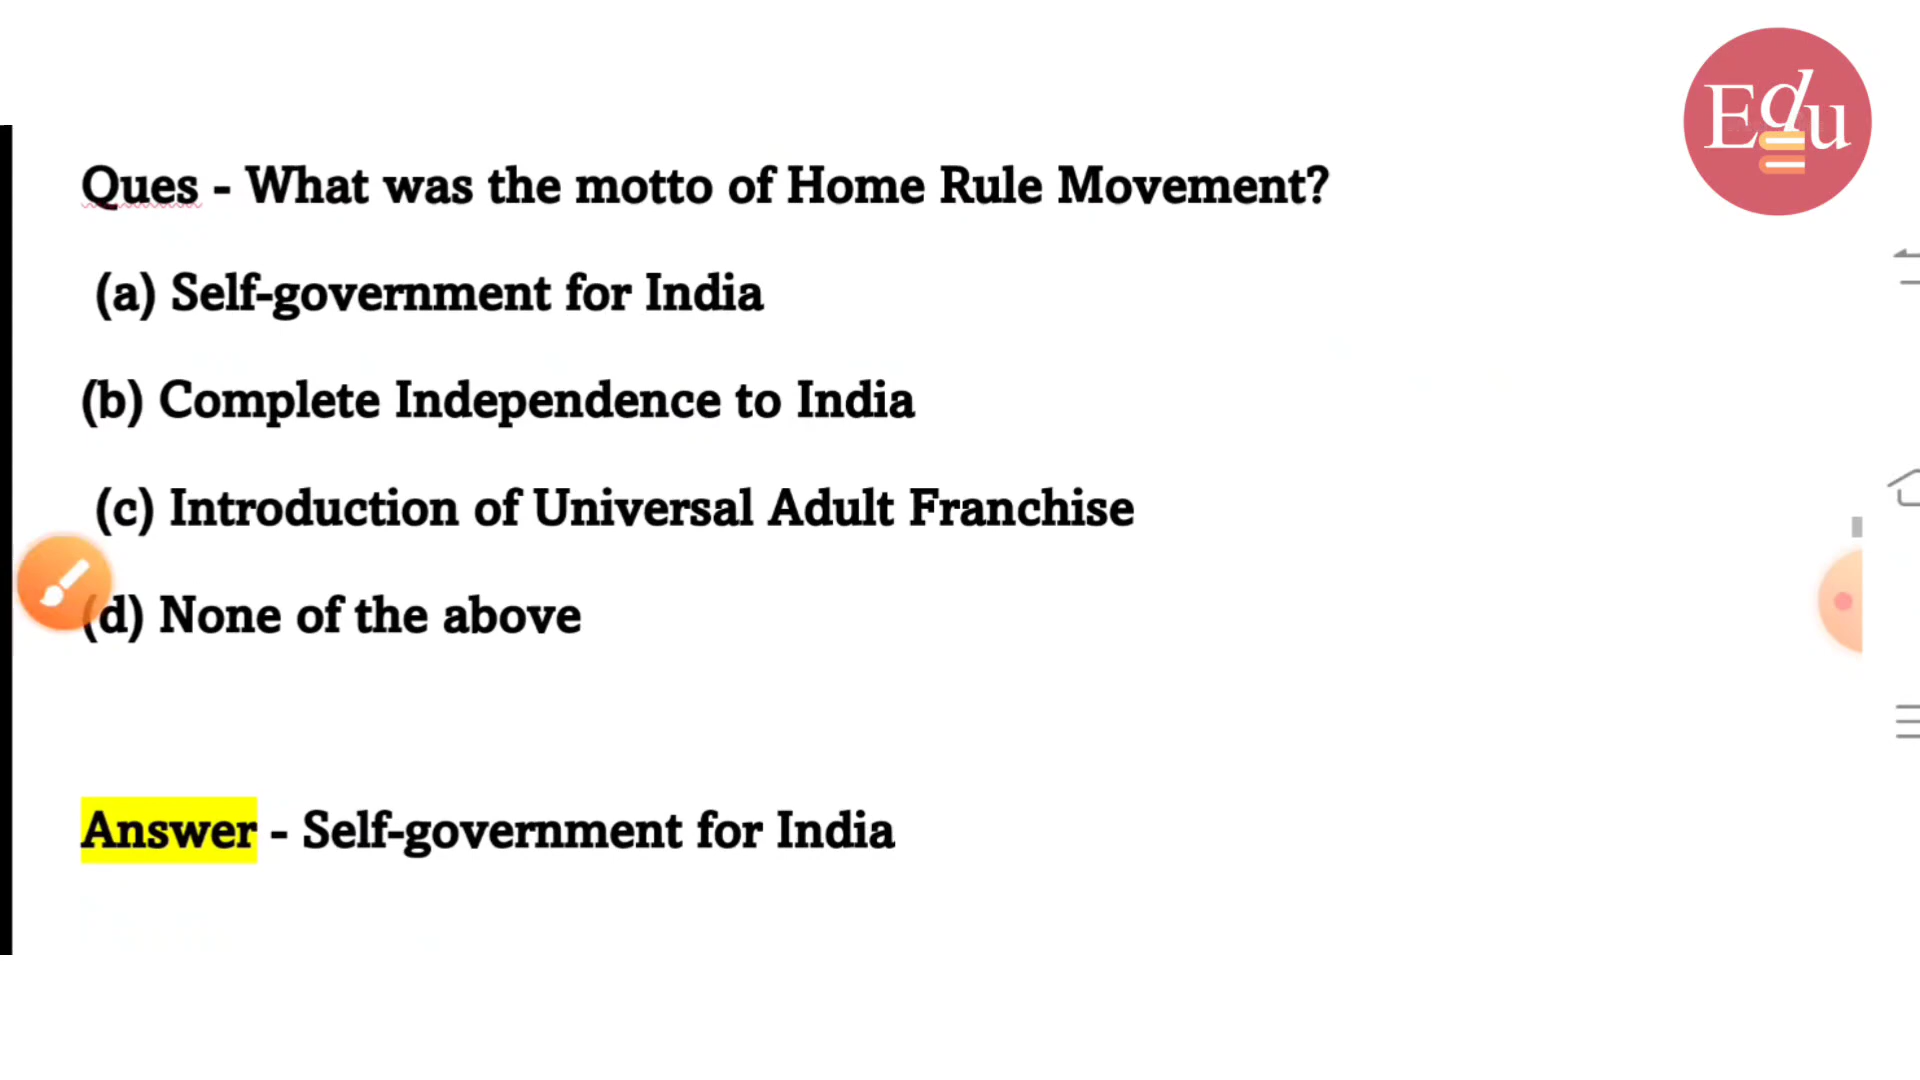 Edu
Ques - What was the motto of Home Rule Movement?
(a) Self-government for India
(b) Complete Independence to India
(c) Introduction of Universal Adult Franchise
(d) None of the above
Answer - Self-government for India